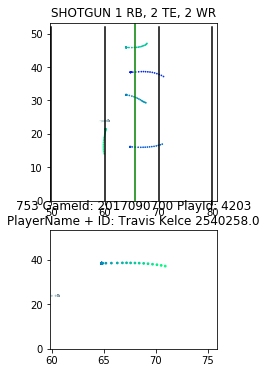 SHOTGUN 1 RB, 2 TE, 2 WR
50
40
30
20
10
0
50 60 70 80
753 GameId: 2017090700 PlayId: 4203
PlayerName + ID: Travis Kelce 2540258.0
40
20
0
60 65 70 75